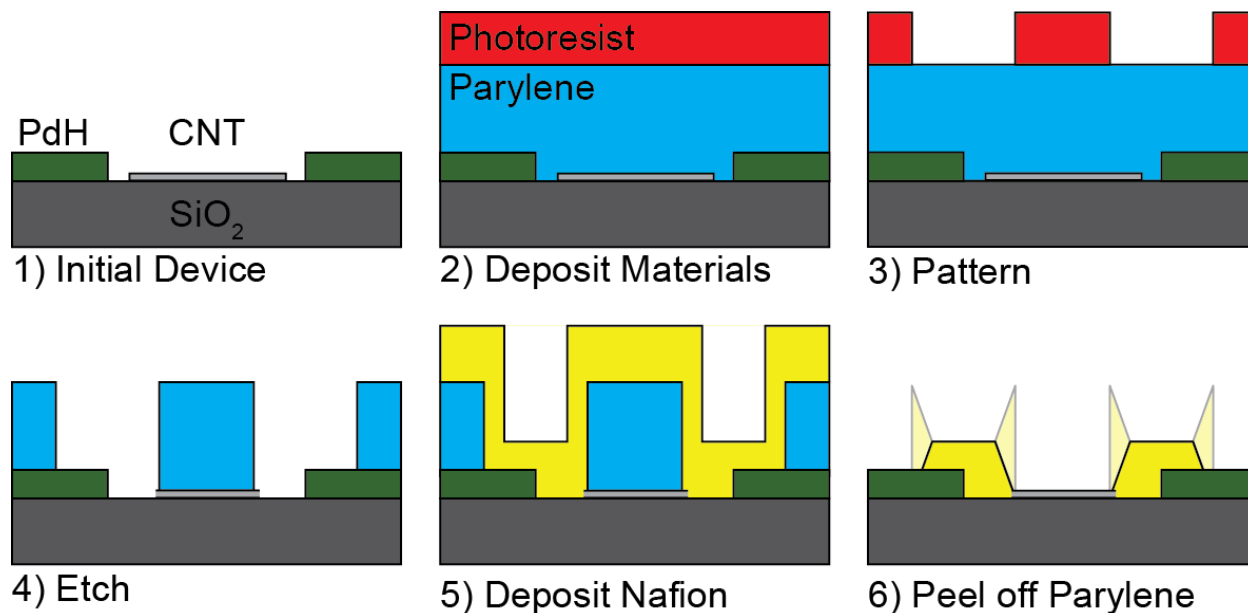 Photoresist
Parylene
PdH
CNT
SiO₂
1) Initial Device
2) Deposit Materials
3) Pattern
4) Etch
5) Deposit Nafion
6) Peel off Parylene